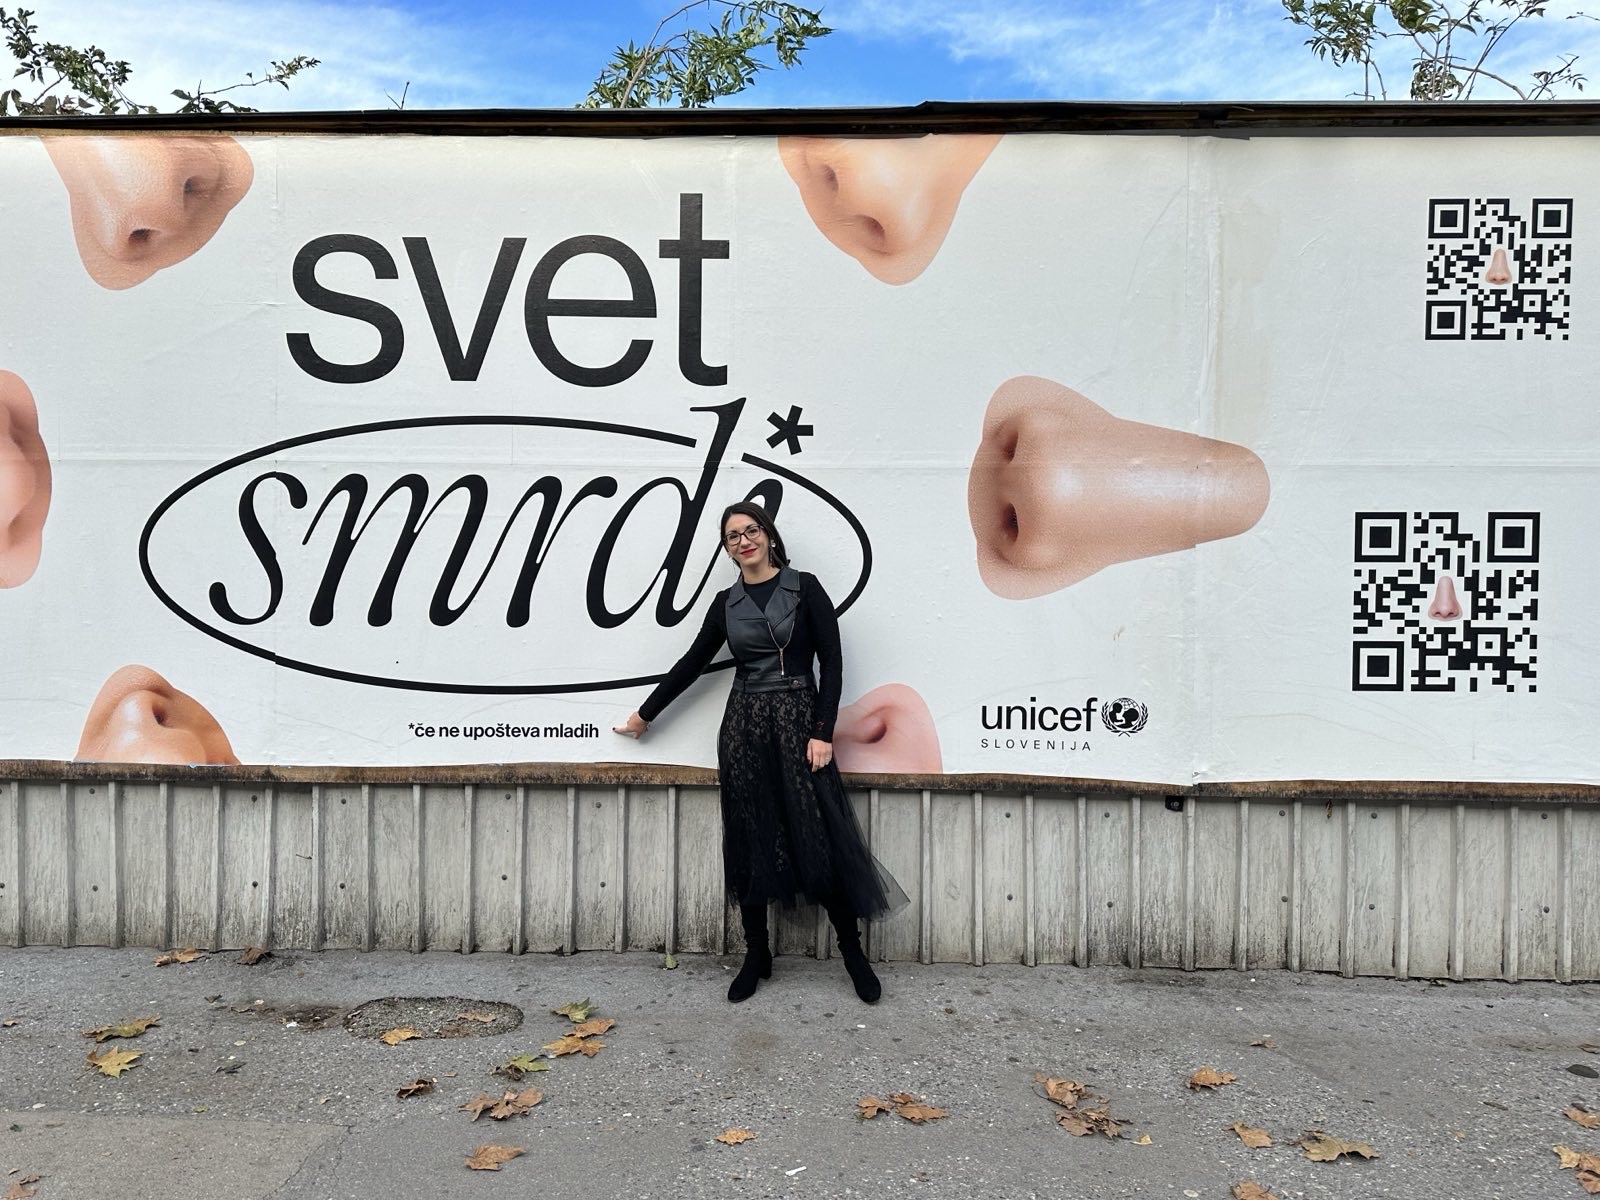 svet
smrdi*
*če ne upošteva mladih
unicef
SLOVENIJA